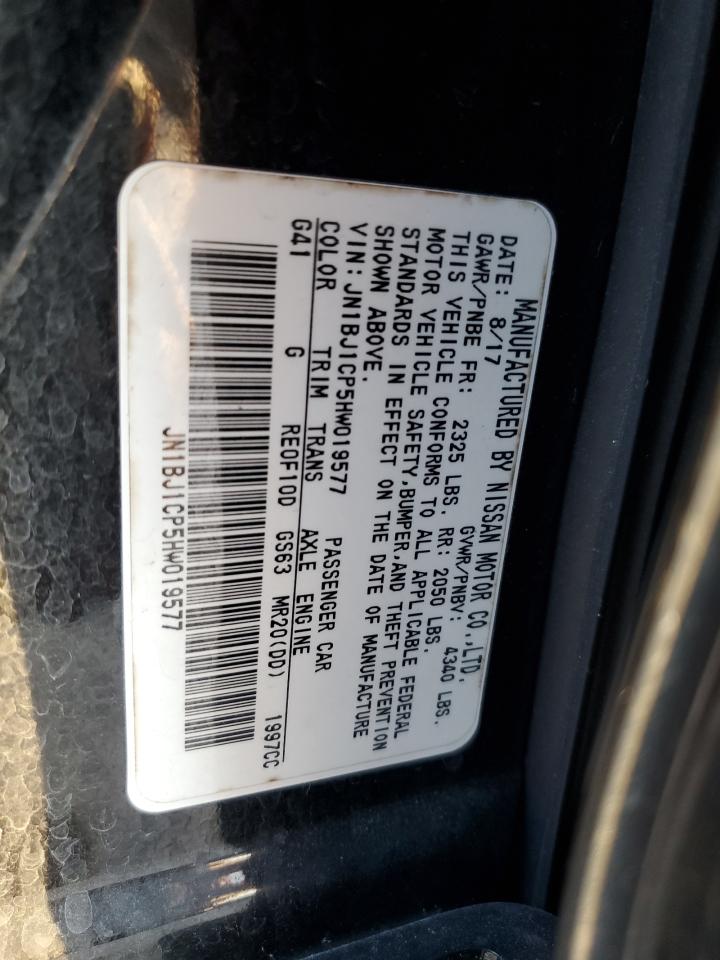 MANUFACTURED BY NISSAN MOTOR CO.,LTD.
DATE: 8/17 GVWR/PNBV: 4340 LBS.
GAWR/PNBE FR: 2325 LBS. RR: 2050 LBS.
THIS VEHICLE CONFORMS TO ALL APPLICABLE FEDERAL
MOTOR VEHICLE SAFETY,BUMPER,AND THEFT PREVENTION
STANDARDS IN EFFECT ON THE DATE OF MANUFACTURE
SHOWN ABOVE.
VIN:JN1BJ1CP5HW019577 PASSENGER CAR
COLOR TRIM TRANS AXLE ENGINE
G41 G RE0F10D GS63 MR20(DD) 1997CC
JN1BJ1CP5HW019577